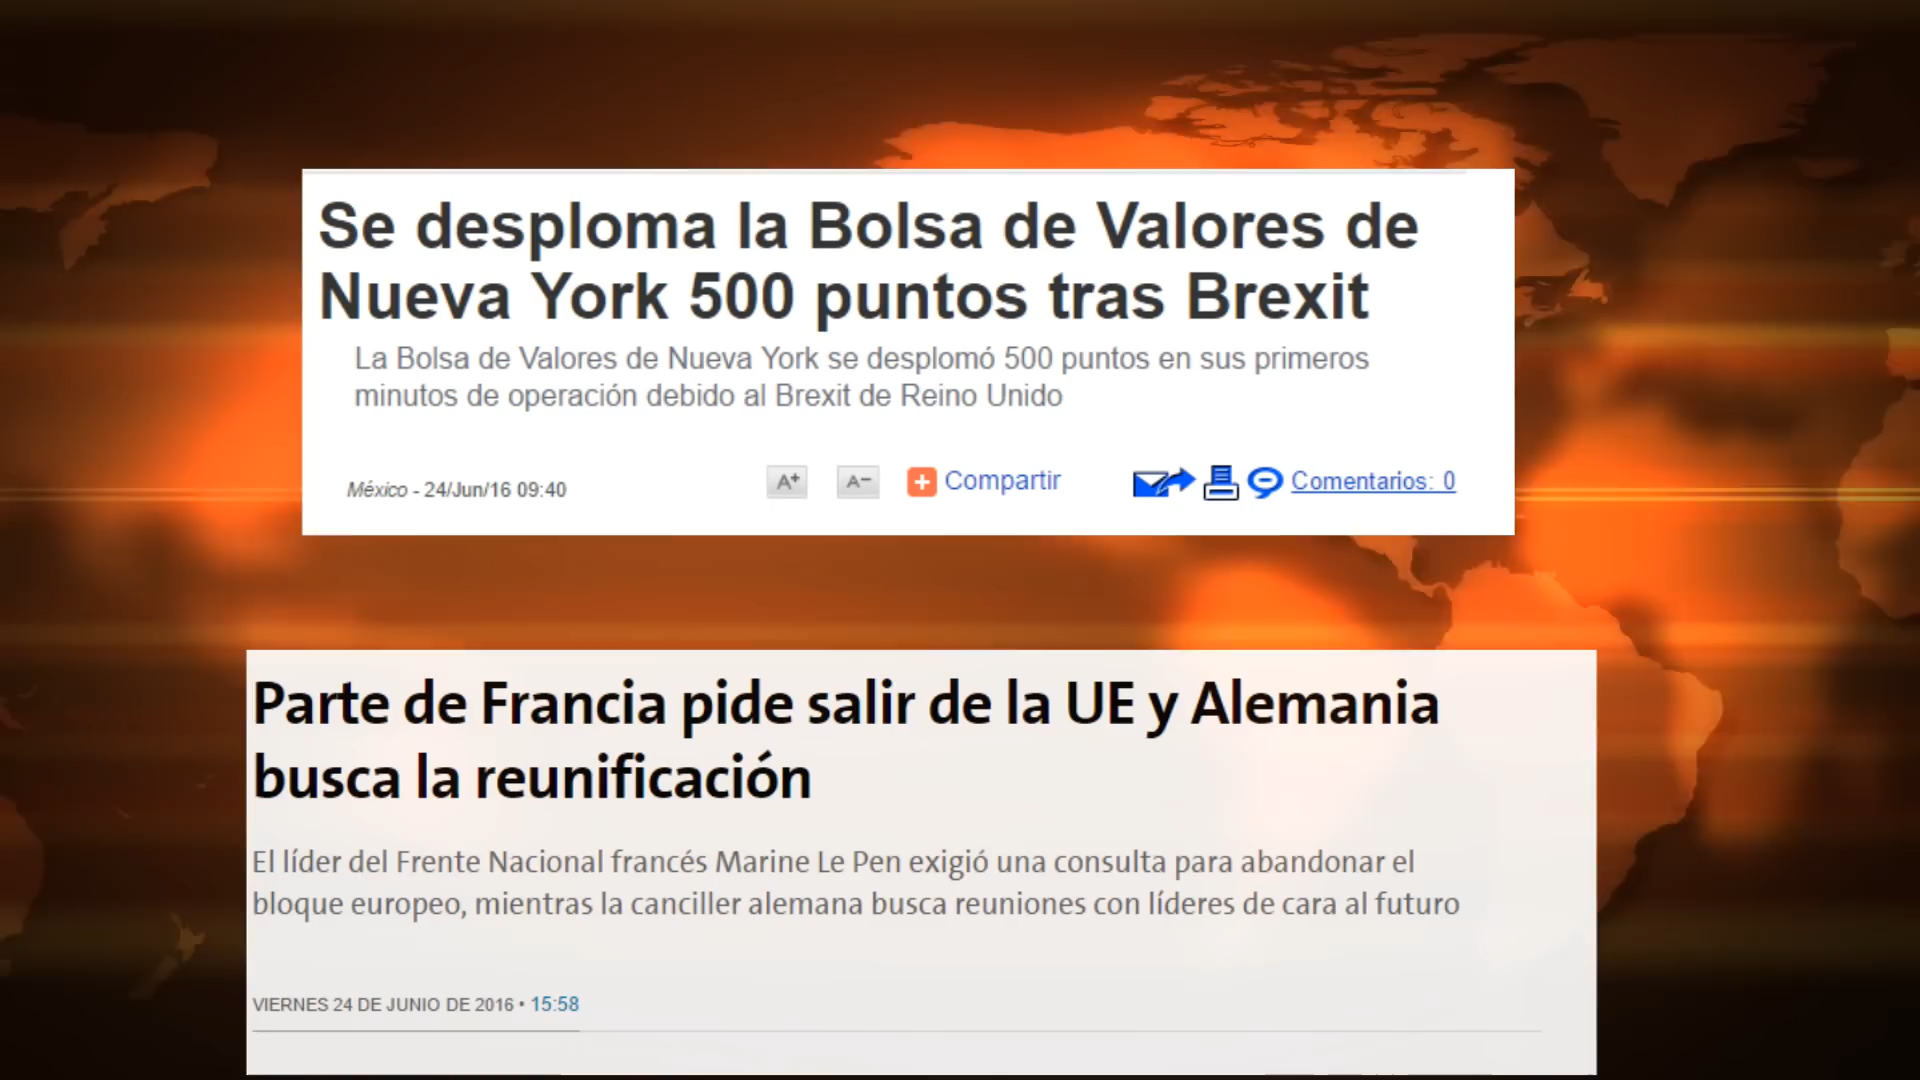 Se desploma la Bolsa de Valores de
Nueva York 500 puntos tras Brexit
La Bolsa de Valores de Nueva York se desplomó 500 puntos en sus primeros
minutos de operación debido al Brexit de Reino Unido
México - 24/Jun/16 09:40 A+ A− Compartir Comentarios: 0
Parte de Francia pide salir de la UE y Alemania
busca la reunificación
El líder del Frente Nacional francés Marine Le Pen exigió una consulta para abandonar el
bloque europeo, mientras la canciller alemana busca reuniones con líderes de cara al futuro
VIERNES 24 DE JUNIO DE 2016 • 15:58